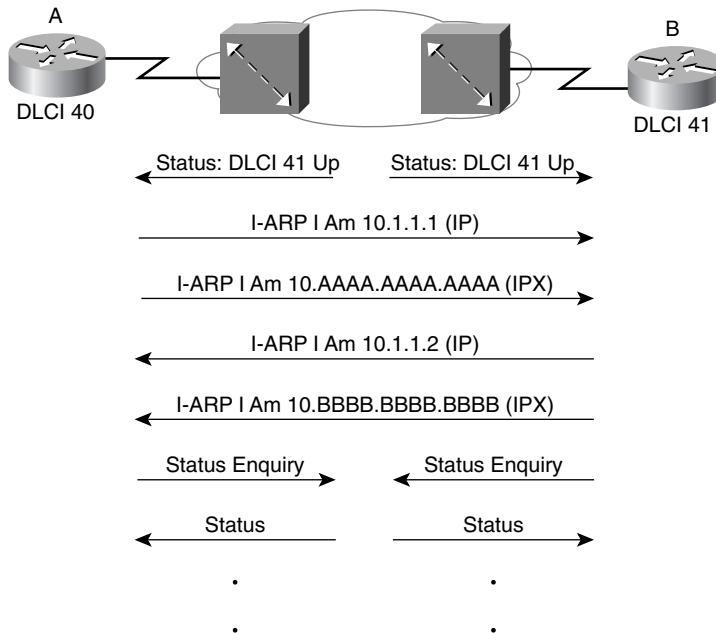 A
B
DLCI 40
DLCI 41
Status: DLCI 41 Up
Status: DLCI 41 Up
I-ARP I Am 10.1.1.1 (IP)
I-ARP I Am 10.AAAA.AAAA.AAAA (IPX)
I-ARP I Am 10.1.1.2 (IP)
I-ARP I Am 10.BBBB.BBBB.BBBB (IPX)
Status Enquiry
Status Enquiry
Status
Status